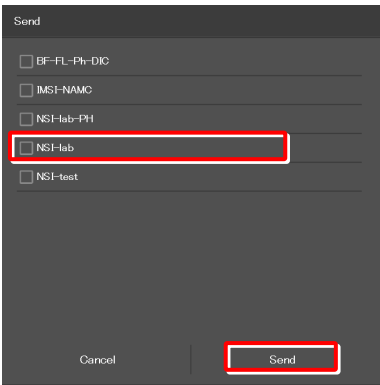 Send
BF-FL-Ph-DIC
IMSI-NAMC
NSI-lab-PH
NSI-lab
NSI-test
Cancel
Send